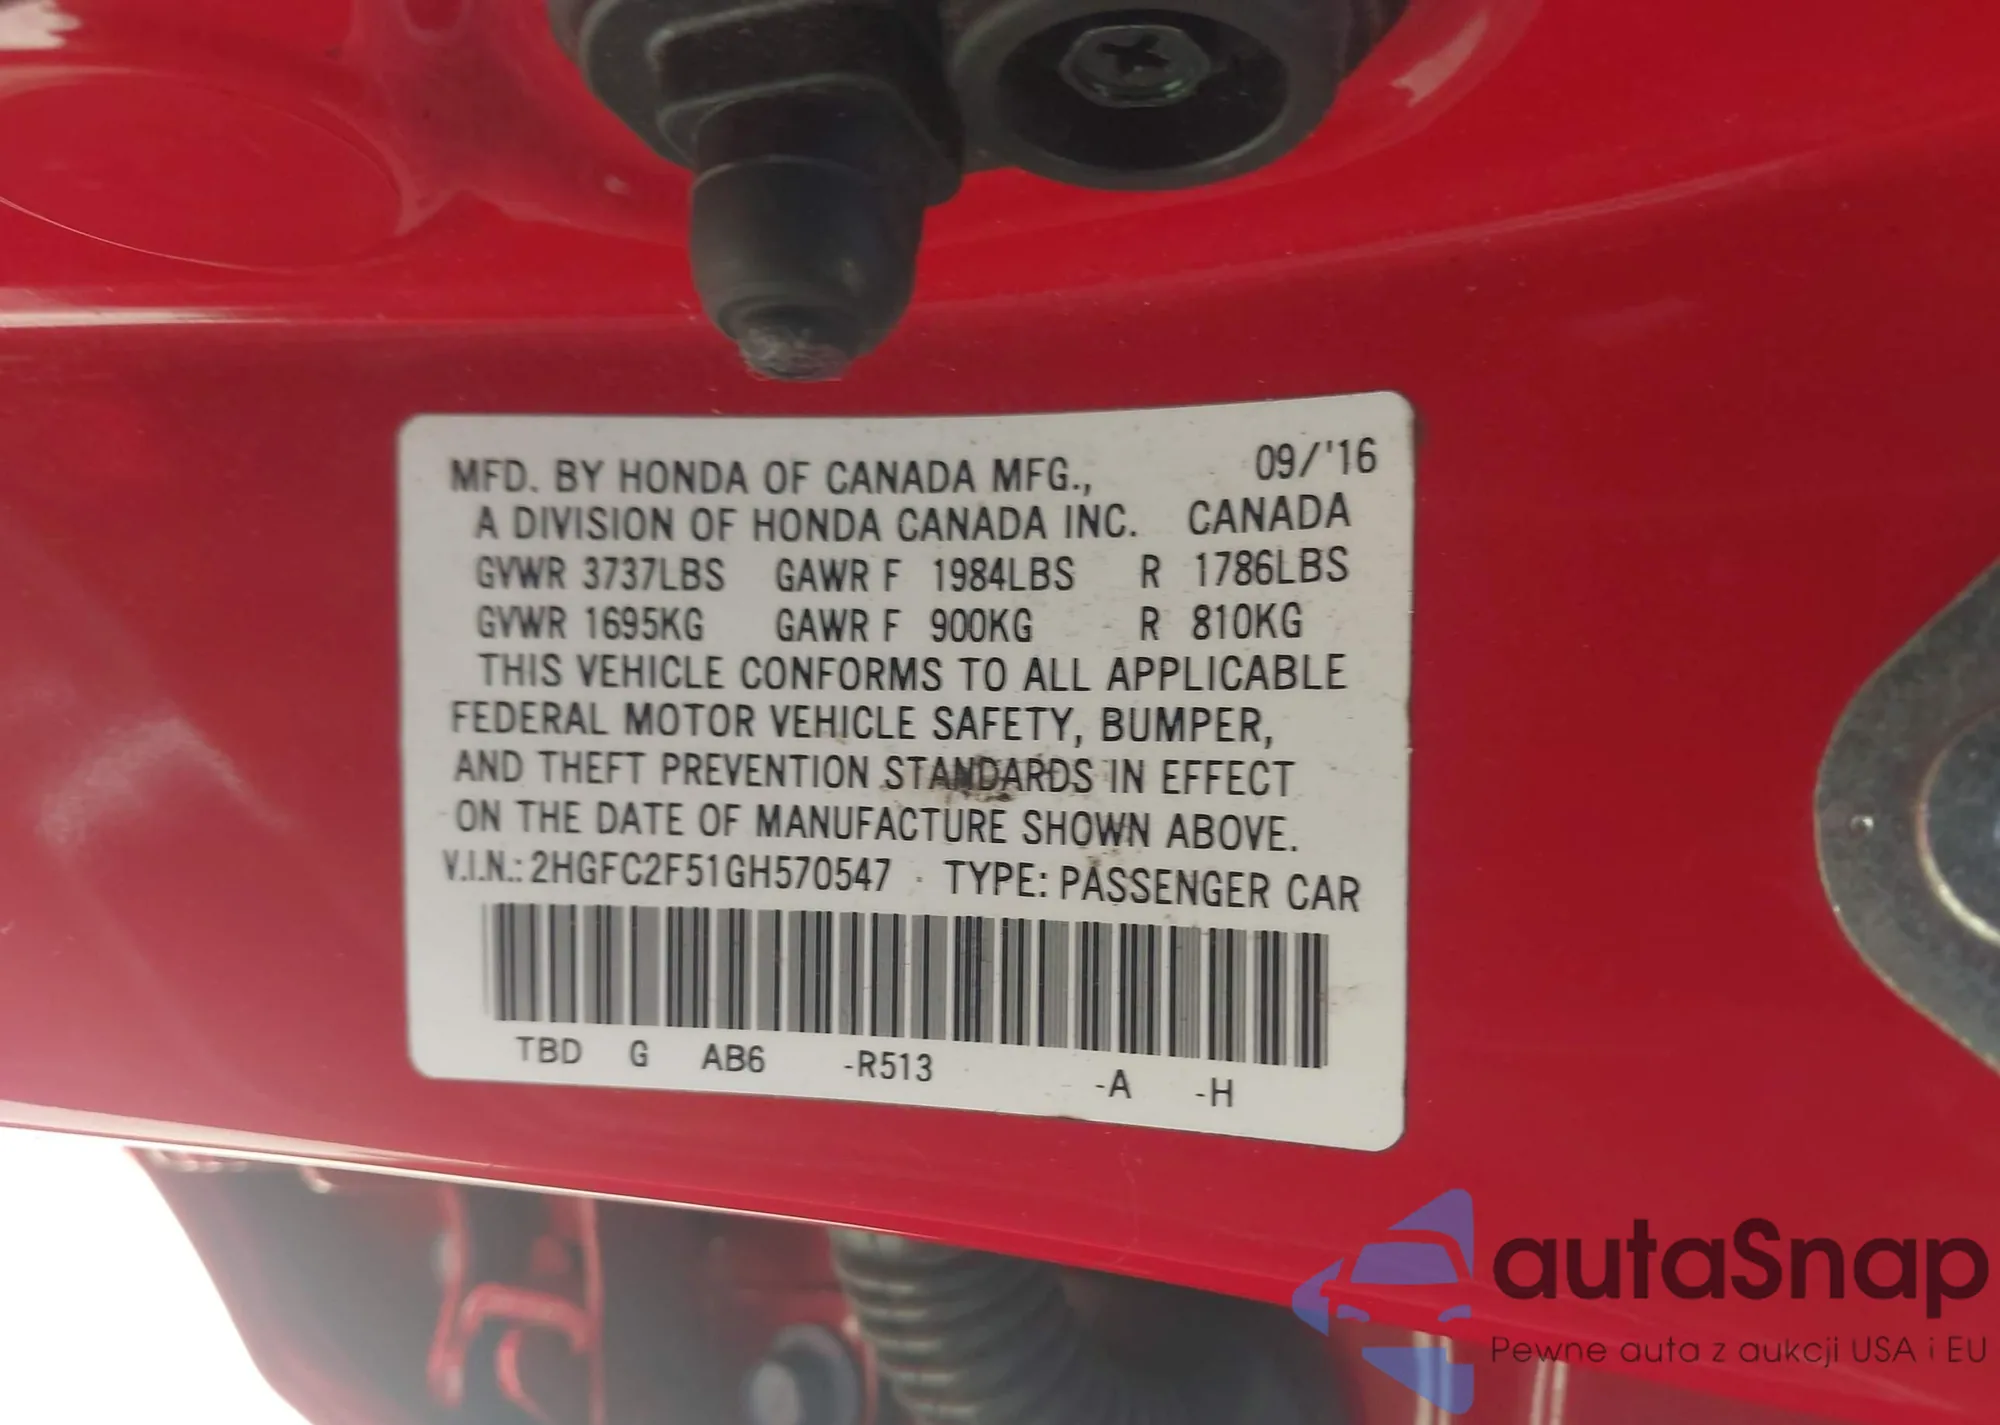 MFD. BY HONDA OF CANADA MFG., 09/'16
A DIVISION OF HONDA CANADA INC. CANADA
GVWR 3737LBS GAWR F 1984LBS R 1786LBS
GVWR 1695KG GAWR F 900KG R 810KG
THIS VEHICLE CONFORMS TO ALL APPLICABLE
FEDERAL MOTOR VEHICLE SAFETY, BUMPER,
AND THEFT PREVENTION STANDARDS IN EFFECT
ON THE DATE OF MANUFACTURE SHOWN ABOVE.
V.I.N.: 2HGFC2F51GH570547 TYPE: PASSENGER CAR
TBD G AB6 -R513 -A -H
autaSnap
Pewne auta z aukcji USA i EU